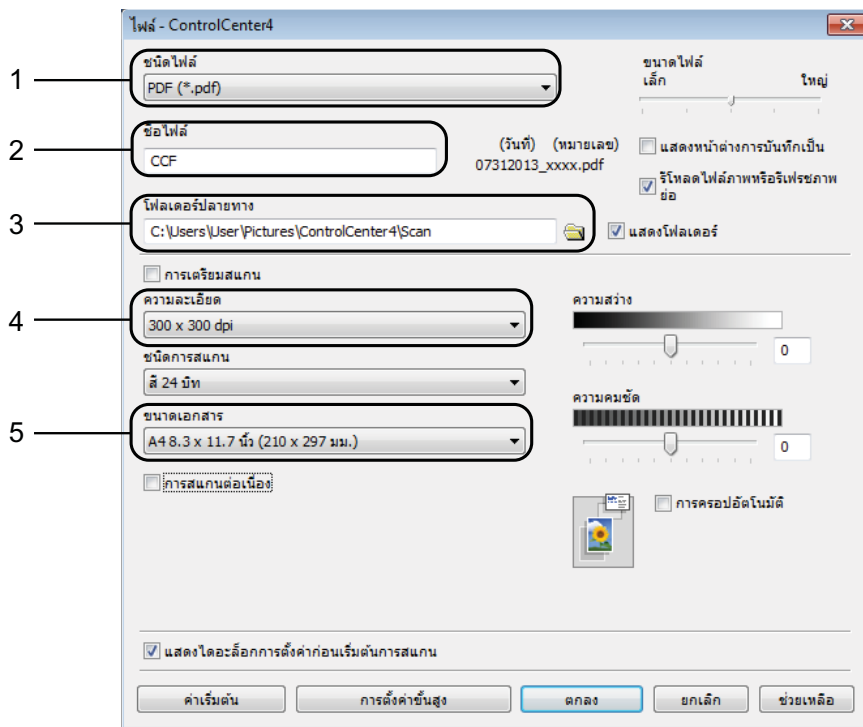 ไฟล์ - ControlCenter4
1
ชนิดไฟล์
PDF (*.pdf)
ขนาดไฟล์
เล็ก ใหญ่
2
ชื่อไฟล์
CCF
(วันที่) (หมายเลข)
07312013_xxxx.pdf
แสดงหน้าต่างการบันทึกเป็น
รีโหลดไฟล์ภาพหรือรีเฟรชภาพ
ย่อ
3
โฟลเดอร์ปลายทาง
C:\Users\User\Pictures\ControlCenter4\Scan
แสดงโฟลเดอร์
การเตรียมสแกน
4
ความละเอียด
300 x 300 dpi
ความสว่าง
0
ชนิดการสแกน
สี 24 บิท
5
ขนาดเอกสาร
A4 8.3 x 11.7 นิ้ว (210 x 297 มม.)
ความคมชัด
0
การสแกนต่อเนื่อง
การครอปอัตโนมัติ
แสดงไดอะล็อกการตั้งค่าก่อนเริ่มต้นการสแกน
ค่าเริ่มต้น การตั้งค่าขั้นสูง ตกลง ยกเลิก ช่วยเหลือ